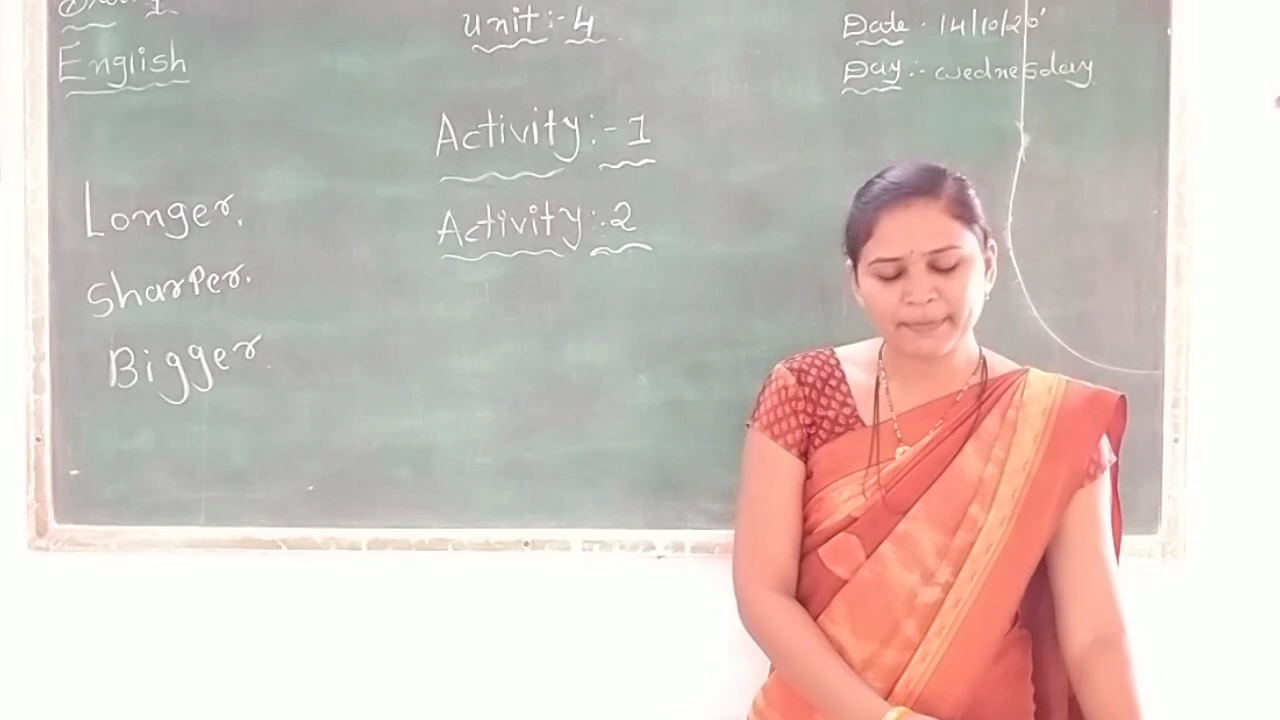 English
Unit:- 4
Date. 14/10/20'
Day:- Wednesday
Activity:-1
Activity:-2
Longer.
Sharper.
Bigger.